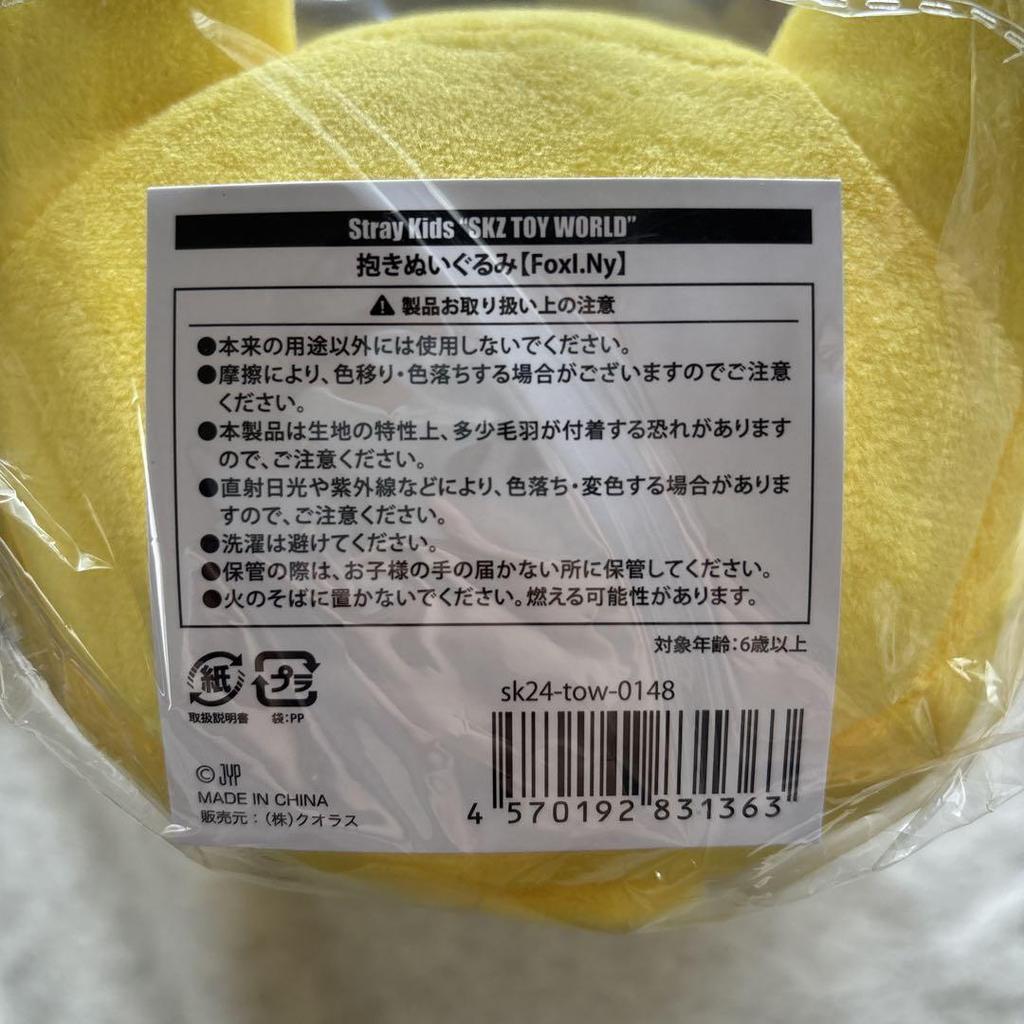 Stray Kids "SKZ TOY WORLD"
抱きぬいぐるみ【FoxI.Ny】
製品お取り扱い上の注意
●本来の用途以外には使用しないでください。
●摩擦により、色移り・色落ちする場合がございますのでご注意
ください。
●本製品は生地の特性上、多少毛羽が付着する恐れがあります
ので、ご注意ください。
●直射日光や紫外線などにより、色落ち・変色する場合がありま
すので、ご注意ください。
●洗濯は避けてください。
●保管の際は、お子様の手の届かない所に保管してください。
●火のそばに置かないでください。燃える可能性があります。
対象年齢：6歳以上
紙 プラ
取扱説明書 袋：PP
sk24-tow-0148
4 570192 831363
© JYP
MADE IN CHINA
販売元：(株)クオラス